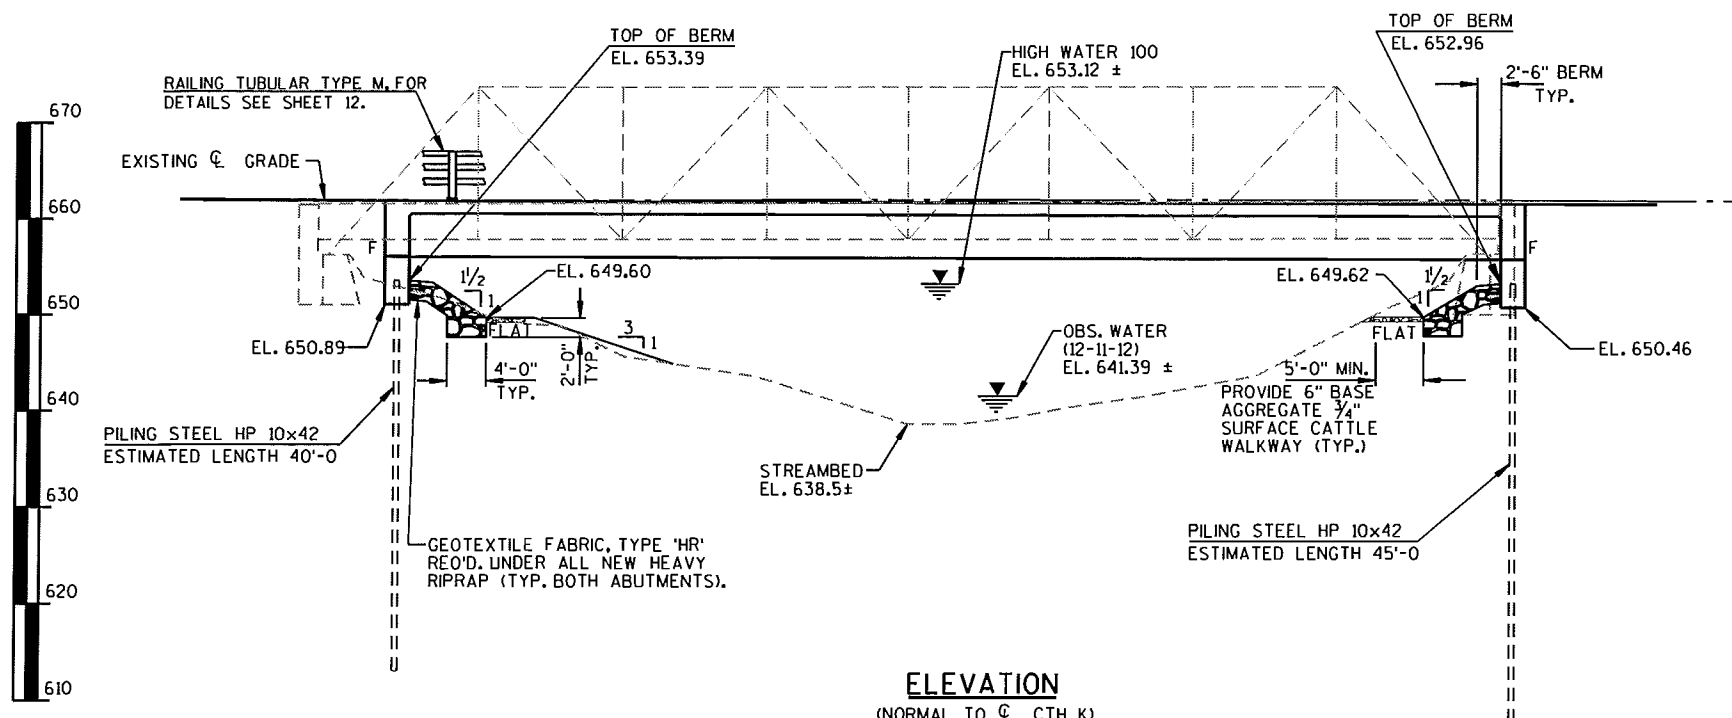 TOP OF BERM
EL. 653.39
HIGH WATER 100
EL. 653.12 ±
TOP OF BERM
EL. 652.96
2'-6" BERM
TYP.
RAILING TUBULAR TYPE M. FOR
DETAILS SEE SHEET 12.
670
EXISTING ℄ GRADE
660
F
F
1 1/2
1
EL. 649.60
EL. 649.62
1 1/2
1
650
FLAT
3
1
FLAT
OBS. WATER
(12-11-12)
EL. 641.39 ±
EL. 650.89
EL. 650.46
4'-0"
TYP.
2'-0"
TYP.
5'-0" MIN.
PROVIDE 6" BASE
AGGREGATE 3/4"
SURFACE CATTLE
WALKWAY (TYP.)
640
PILING STEEL HP 10x42
ESTIMATED LENGTH 40'-0
STREAMBED
EL. 638.5±
630
PILING STEEL HP 10x42
ESTIMATED LENGTH 45'-0
GEOTEXTILE FABRIC, TYPE 'HR'
REQ'D. UNDER ALL NEW HEAVY
RIPRAP (TYP. BOTH ABUTMENTS).
620
610
ELEVATION
(NORMAL TO ℄ CTH K)